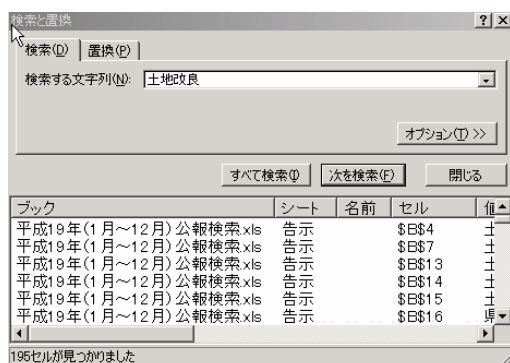 検索と置換
検索(D) 置換(P)
検索する文字列(N): 土地改良
オプション(T) >>
すべて検索(I) 次を検索(F) 閉じる
ブック シート 名前 セル 値
平成19年(1月～12月)公報検索.xls 告示 $B$4 土
平成19年(1月～12月)公報検索.xls 告示 $B$7 土
平成19年(1月～12月)公報検索.xls 告示 $B$13 土
平成19年(1月～12月)公報検索.xls 告示 $B$14 土
平成19年(1月～12月)公報検索.xls 告示 $B$15 土
平成19年(1月～12月)公報検索.xls 告示 $B$16 県
195セルが見つかりました